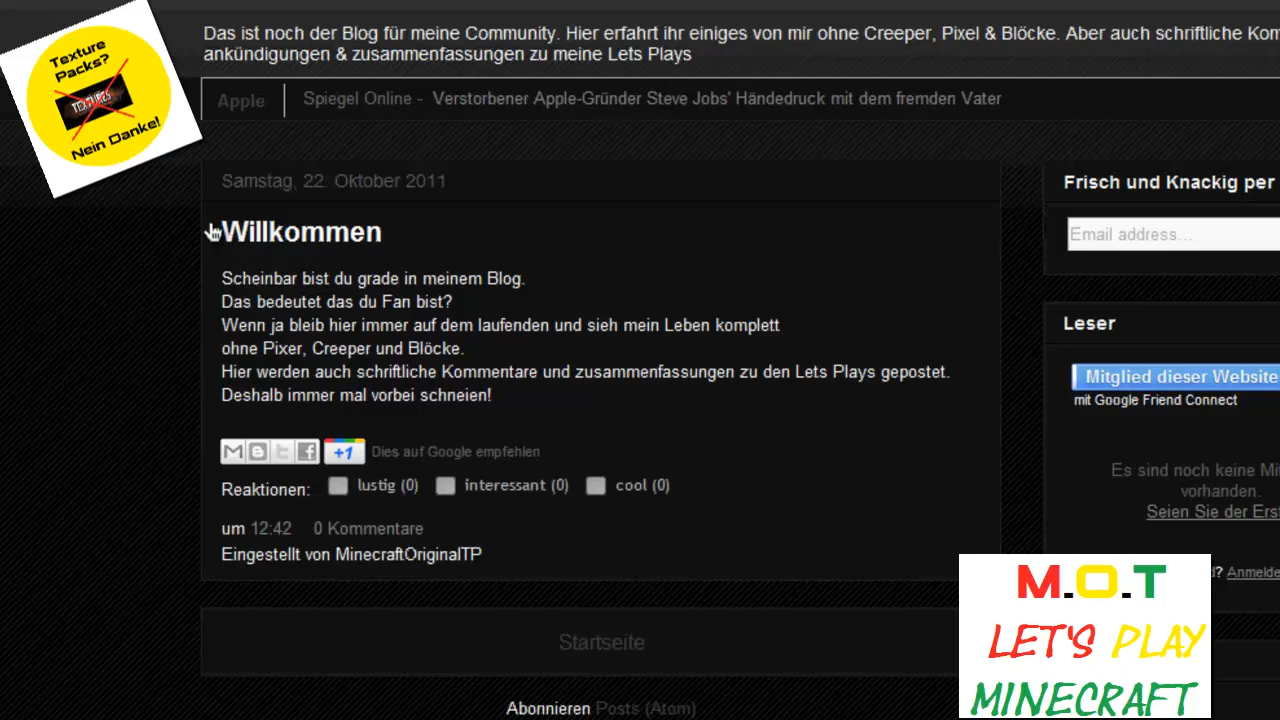 Texture
Packs?
TEXTURES
Nein Danke!
Das ist noch der Blog für meine Community. Hier erfahrt ihr einiges von mir ohne Creeper, Pixel & Blöcke. Aber auch schriftliche Kom
ankündigungen & zusammenfassungen zu meine Lets Plays
Apple
Spiegel Online - Verstorbener Apple-Gründer Steve Jobs' Händedruck mit dem fremden Vater
Samstag, 22. Oktober 2011
Willkommen
Scheinbar bist du grade in meinem Blog.
Das bedeutet das du Fan bist?
Wenn ja bleib hier immer auf dem laufenden und sieh mein Leben komplett
ohne Pixer, Creeper und Blöcke.
Hier werden auch schriftliche Kommentare und zusammenfassungen zu den Lets Plays gepostet.
Deshalb immer mal vorbei schneien!
+1 Dies auf Google empfehlen
Reaktionen: lustig (0) interessant (0) cool (0)
um 12:42 0 Kommentare
Eingestellt von MinecraftOriginalTP
Startseite
Abonnieren Posts (Atom)
Frisch und Knackig per
Email address...
Leser
Mitglied dieser Website
mit Google Friend Connect
Es sind noch keine Mi
vorhanden.
Seien Sie der Erst
d? Anmelde
M.O.T
LET'S PLAY
MINECRAFT